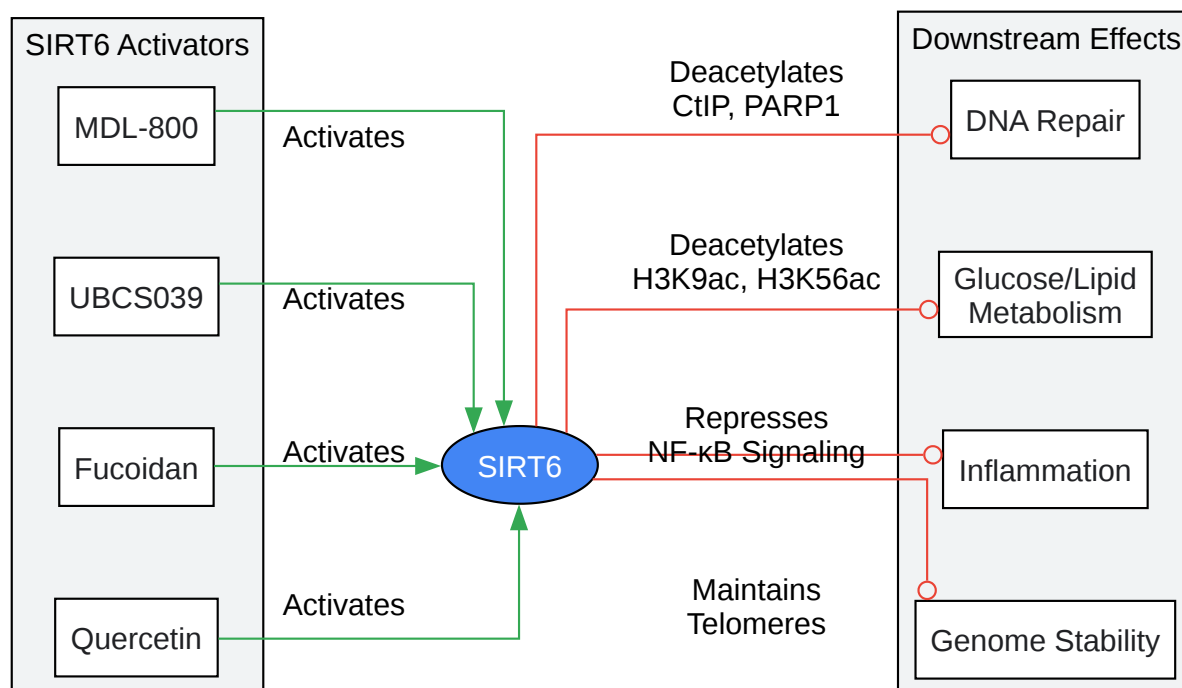 SIRT6 Activators
MDL-800
UBCS039
Fucoidan
Quercetin
Activates
Activates
Activates
Activates
SIRT6
Deacetylates
CtIP, PARP1
Deacetylates
H3K9ac, H3K56ac
Represses
NF-κB Signaling
Maintains
Telomeres
Downstream Effects
DNA Repair
Glucose/Lipid
Metabolism
Inflammation
Genome Stability